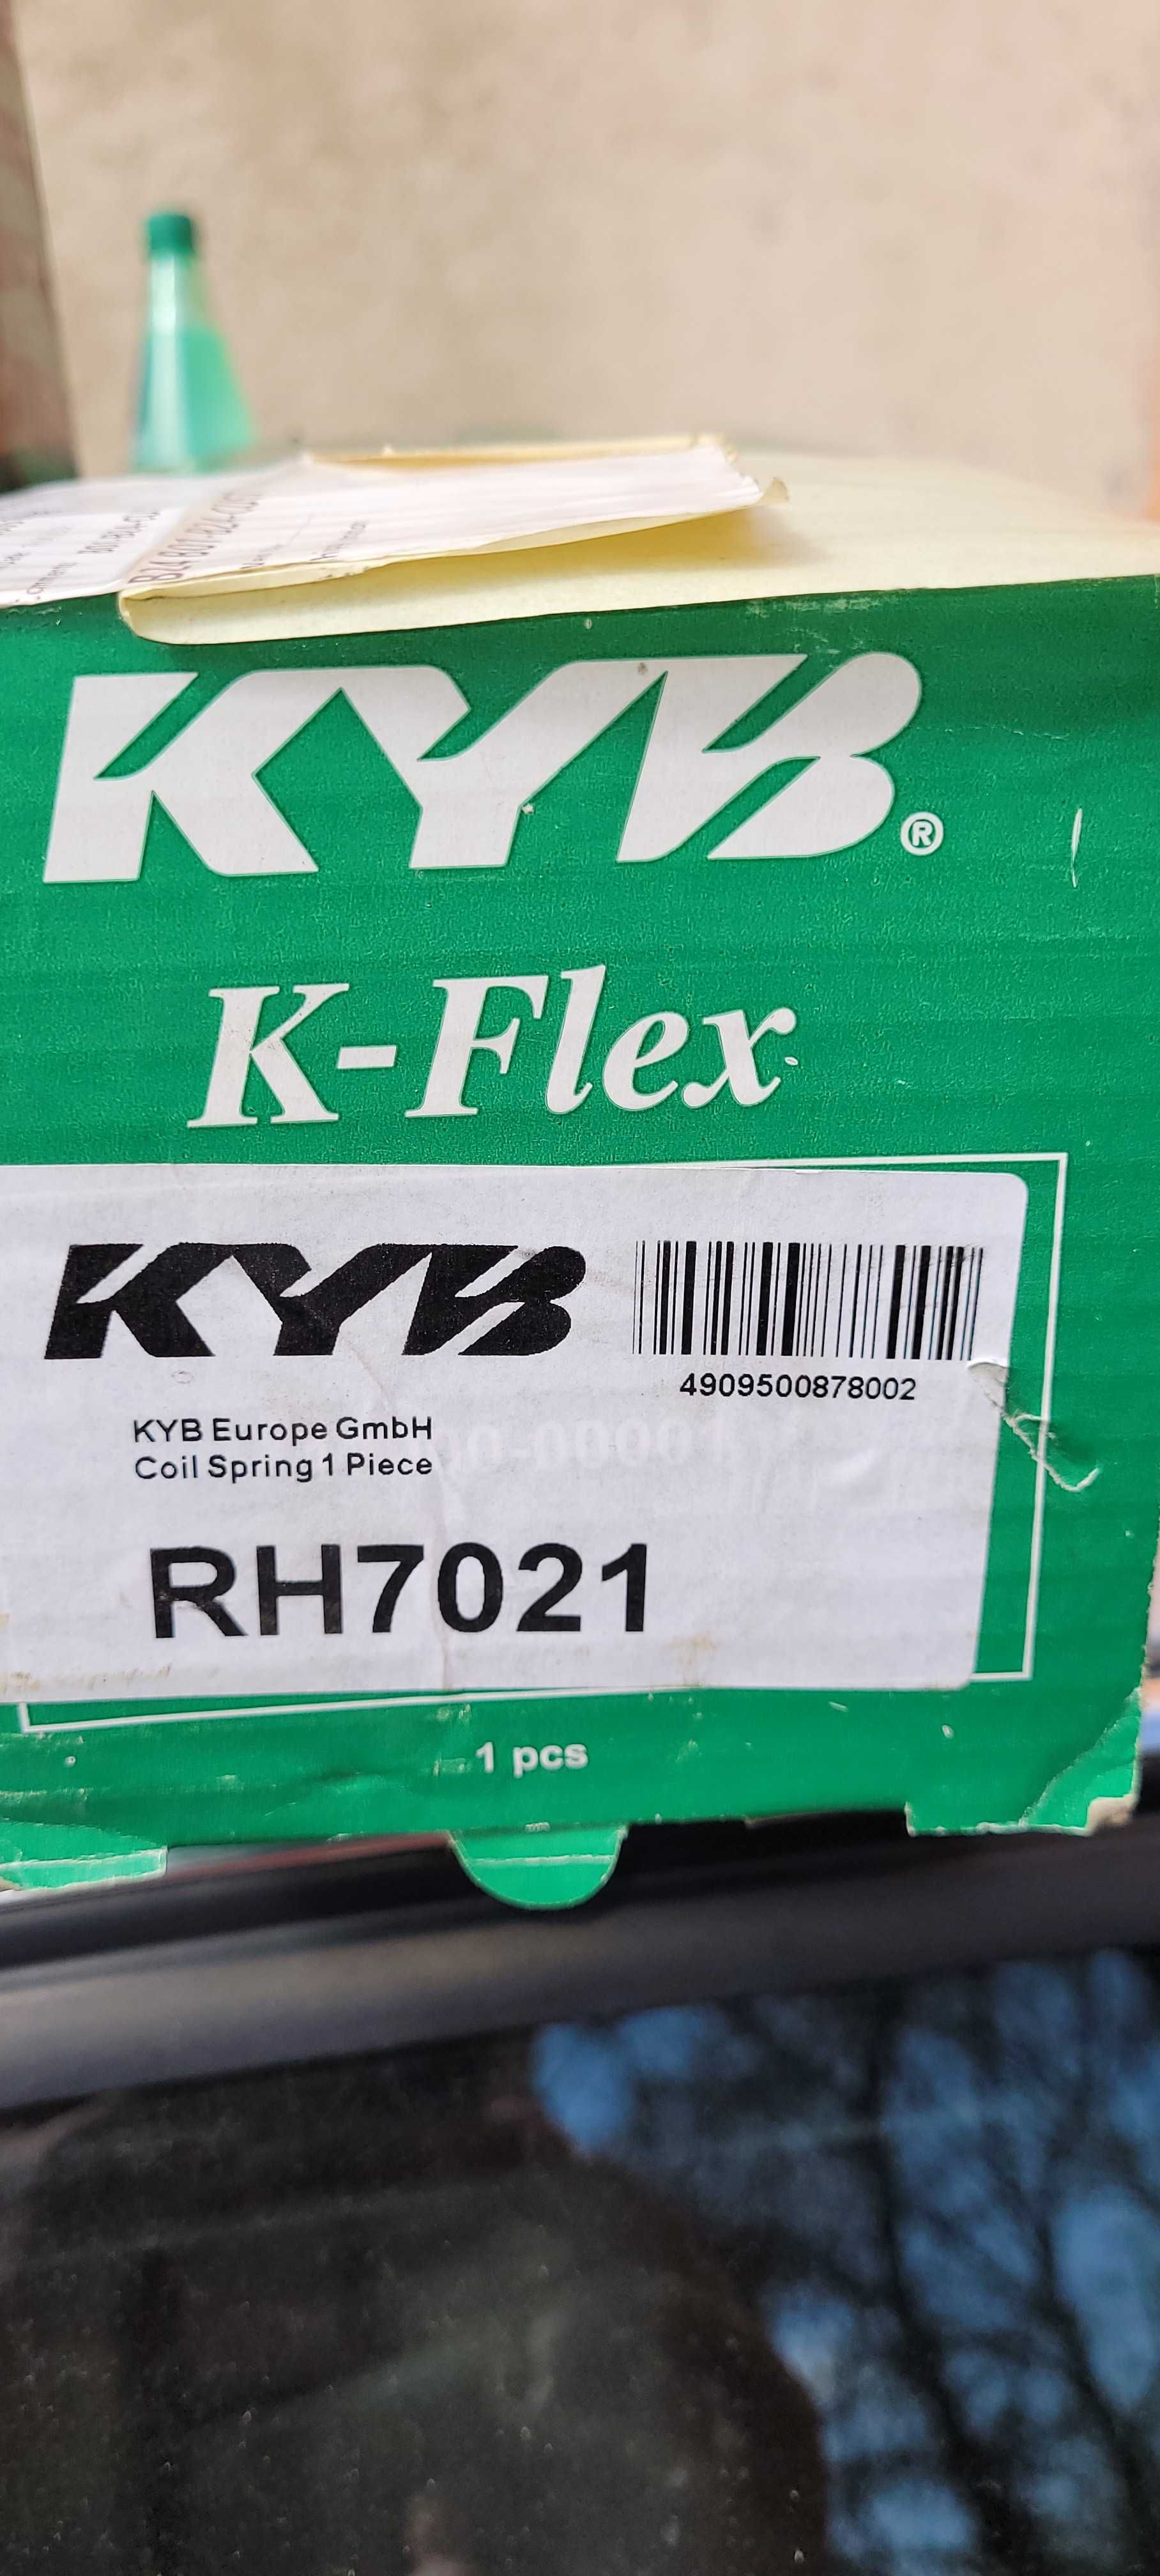 KYB®
K-Flex
KYB
4909500878002
KYB Europe GmbH
Coil Spring 1 Piece
RH7021
1 pcs